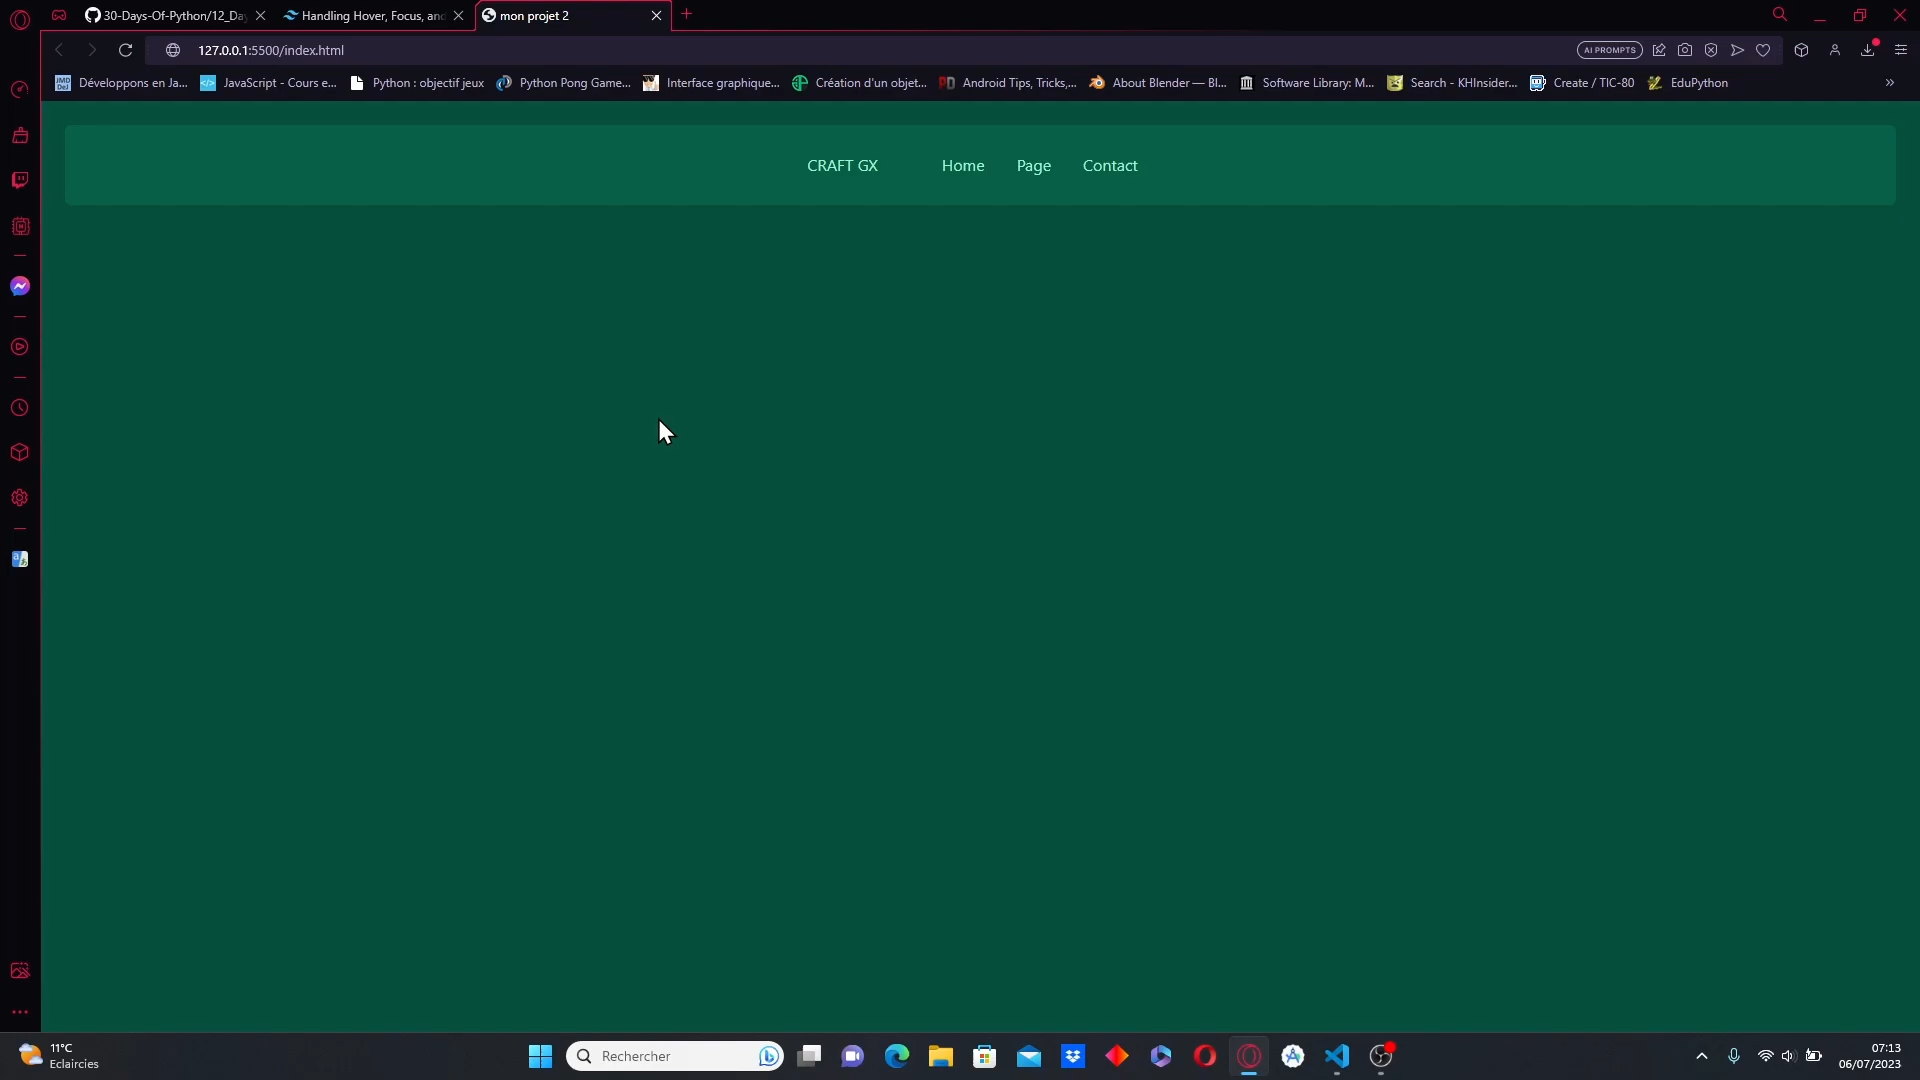 30-Days-Of-Python/12_Da
Handling Hover, Focus, and
mon projet 2
127.0.0.1:5500/index.html
AI PROMPTS
Développons en Ja...
JavaScript - Cours e...
Python : objectif jeux
Python Pong Game...
Interface graphique...
Création d'un objet...
Android Tips, Tricks,...
About Blender — Bl...
Software Library: M...
Search - KHInsider...
Create / TIC-80
EduPython
CRAFT GX
Home
Page
Contact
11°C
Eclaircies
Rechercher
07:13
06/07/2023